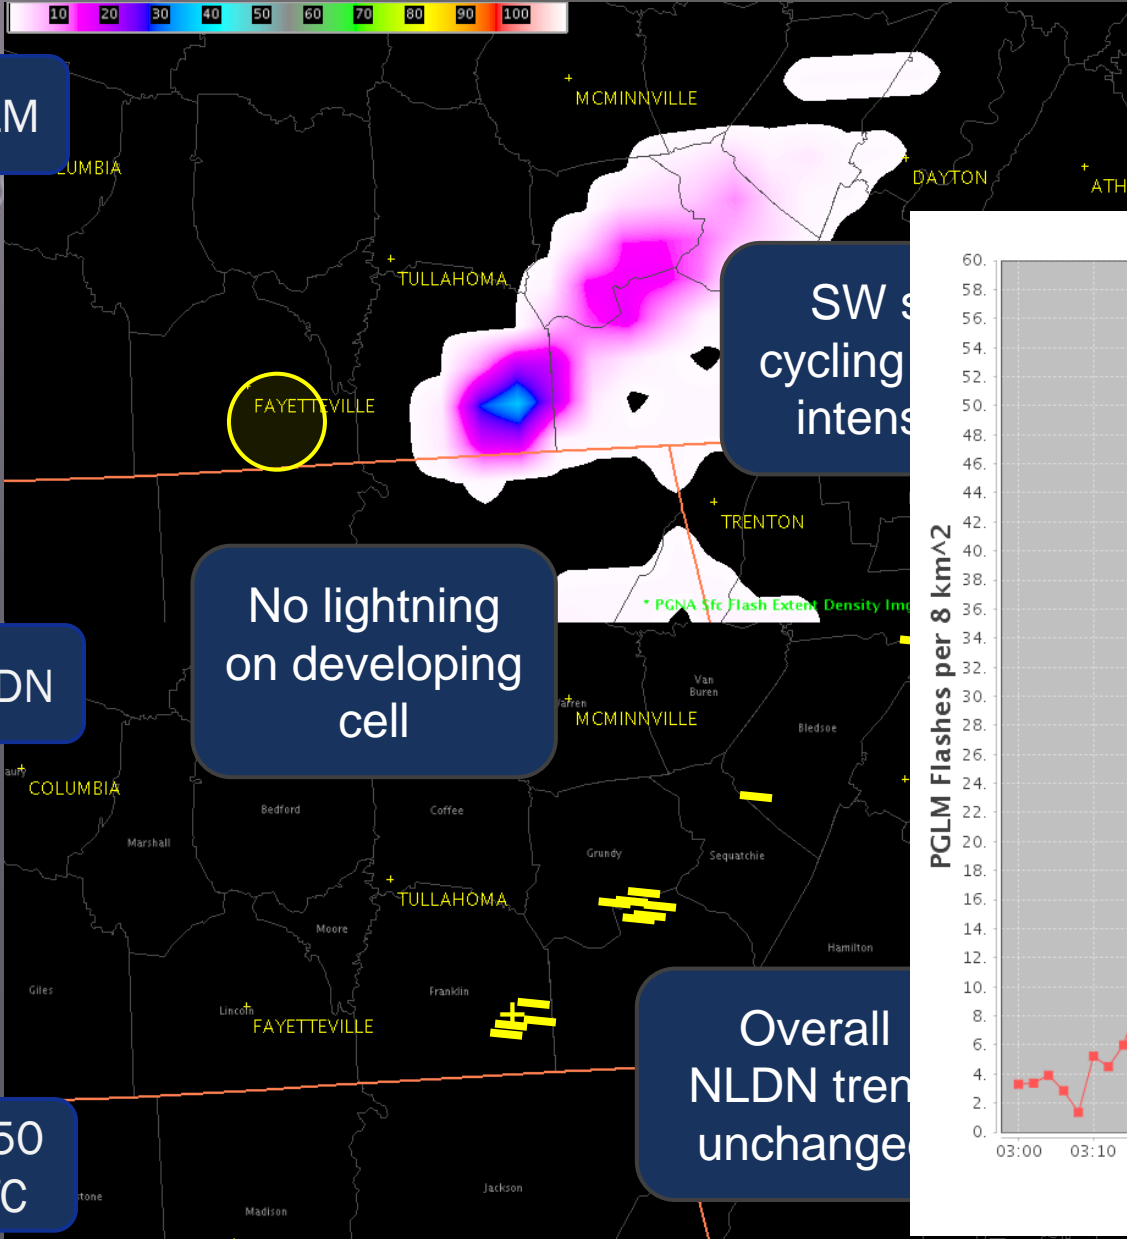 10 20 30 40 50 60 70 80 90 100
LM
MCMINNVILLE
LUMBIA
DAYTON
ATH
TULLAHOMA
SW s
cycling
intens
FAYETTEVILLE
TRENTON
* PGNA Sfc Flash Extent Density Img
No lightning
on developing
cell
DN
Van
Buren
Warren
MCMINNVILLE
Bledsoe
aury
COLUMBIA
Bedford
Coffee
Marshall
Grundy
Sequatchie
TULLAHOMA
Moore
Hamilton
Giles
Franklin
Lincoln
FAYETTEVILLE
Overall
NLDN tren
unchanged
50
C
stone
Jackson
Madison
PGLM Flashes per 8 km^2
60.
58.
56.
54.
52.
50.
48.
46.
44.
42.
40.
38.
36.
34.
32.
30.
28.
26.
24.
22.
20.
18.
16.
14.
12.
10.
8.
6.
4.
2.
0.
03:00 03:10